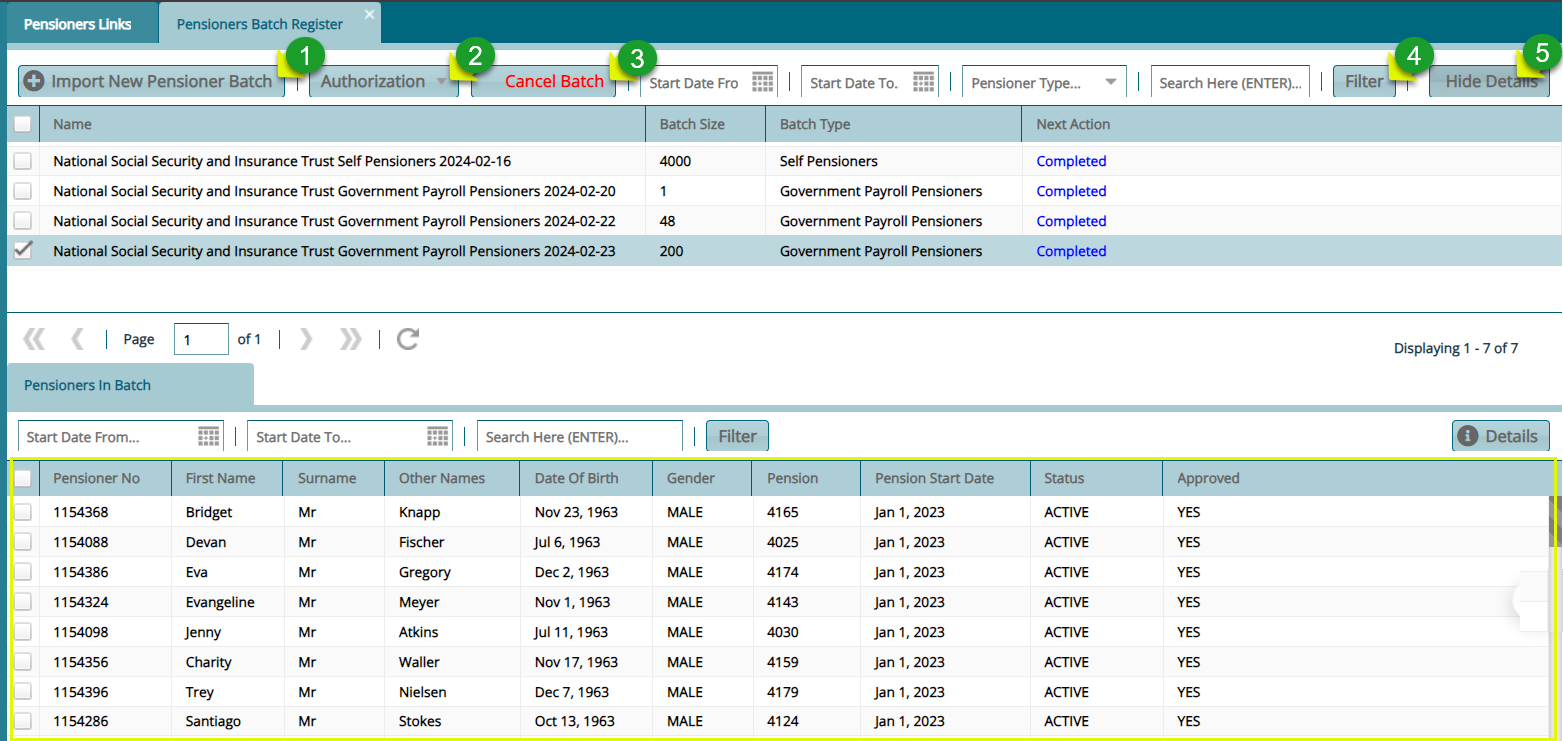 Pensioners Links Pensioners Batch Register
1 2 3 4 5
Import New Pensioner Batch Authorization Cancel Batch Start Date Fro Start Date To. Pensioner Type... Search Here (ENTER)... Filter Hide Details
Name Batch Size Batch Type Next Action
National Social Security and Insurance Trust Self Pensioners 2024-02-16 4000 Self Pensioners Completed
National Social Security and Insurance Trust Government Payroll Pensioners 2024-02-20 1 Government Payroll Pensioners Completed
National Social Security and Insurance Trust Government Payroll Pensioners 2024-02-22 48 Government Payroll Pensioners Completed
National Social Security and Insurance Trust Government Payroll Pensioners 2024-02-23 200 Government Payroll Pensioners Completed
Page 1 of 1
Displaying 1 - 7 of 7
Pensioners In Batch
Start Date From... Start Date To... Search Here (ENTER)... Filter Details
Pensioner No First Name Surname Other Names Date Of Birth Gender Pension Pension Start Date Status Approved
1154368 Bridget Mr Knapp Nov 23, 1963 MALE 4165 Jan 1, 2023 ACTIVE YES
1154088 Devan Mr Fischer Jul 6, 1963 MALE 4025 Jan 1, 2023 ACTIVE YES
1154386 Eva Mr Gregory Dec 2, 1963 MALE 4174 Jan 1, 2023 ACTIVE YES
1154324 Evangeline Mr Meyer Nov 1, 1963 MALE 4143 Jan 1, 2023 ACTIVE YES
1154098 Jenny Mr Atkins Jul 11, 1963 MALE 4030 Jan 1, 2023 ACTIVE YES
1154356 Charity Mr Waller Nov 17, 1963 MALE 4159 Jan 1, 2023 ACTIVE YES
1154396 Trey Mr Nielsen Dec 7, 1963 MALE 4179 Jan 1, 2023 ACTIVE YES
1154286 Santiago Mr Stokes Oct 13, 1963 MALE 4124 Jan 1, 2023 ACTIVE YES